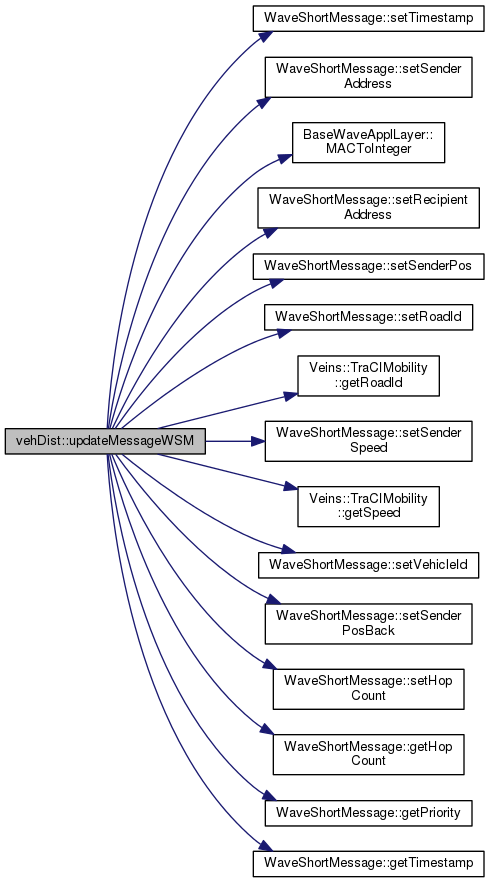 WaveShortMessage::setTimestamp
WaveShortMessage::setSender
Address
BaseWaveApplLayer::
MACToInteger
WaveShortMessage::setRecipient
Address
WaveShortMessage::setSenderPos
WaveShortMessage::setRoadId
Veins::TraCIMobility
::getRoadId
vehDist::updateMessageWSM
WaveShortMessage::setSender
Speed
Veins::TraCIMobility
::getSpeed
WaveShortMessage::setVehicleId
WaveShortMessage::setSender
PosBack
WaveShortMessage::setHop
Count
WaveShortMessage::getHop
Count
WaveShortMessage::getPriority
WaveShortMessage::getTimestamp